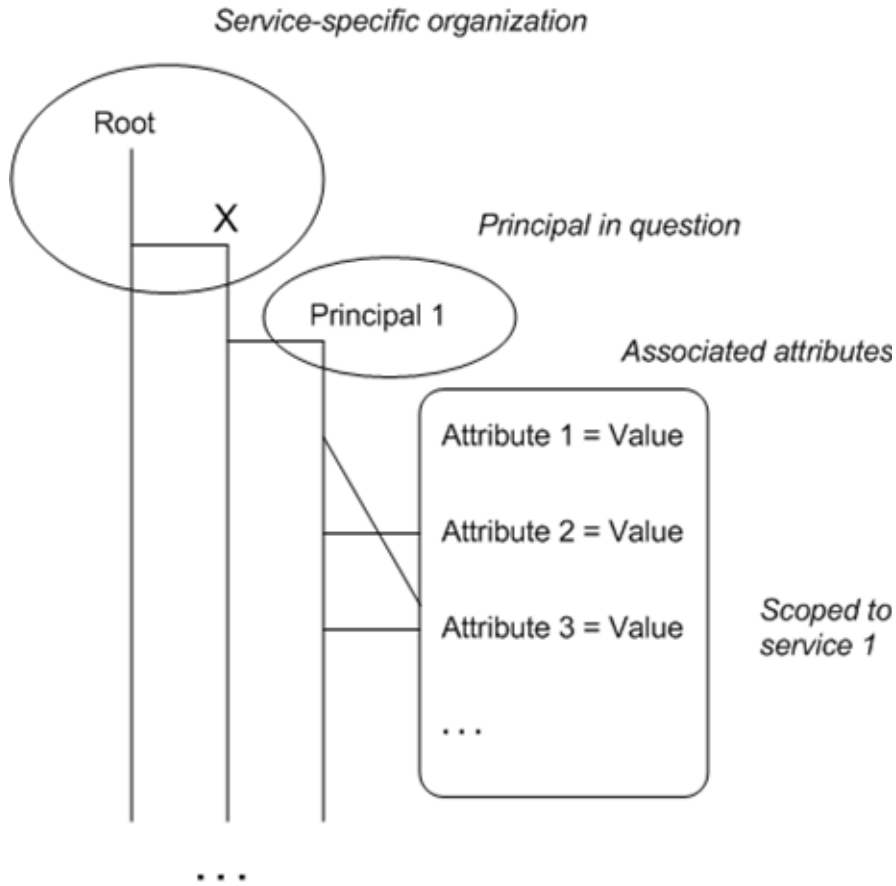 Service-specific organization
Root
X
Principal in question
Principal 1
Associated attributes
Attribute 1 = Value
Attribute 2 = Value
Attribute 3 = Value
Scoped to
service 1
. . .
. . .